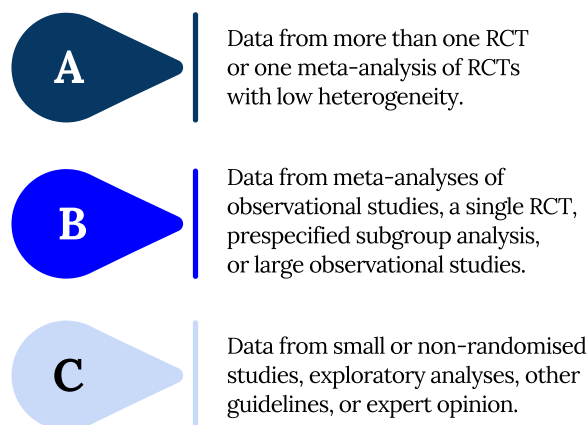 A
Data from more than one RCT
or one meta-analysis of RCTs
with low heterogeneity.
B
Data from meta-analyses of
observational studies, a single RCT,
prespecified subgroup analysis,
or large observational studies.
C
Data from small or non-randomised
studies, exploratory analyses, other
guidelines, or expert opinion.